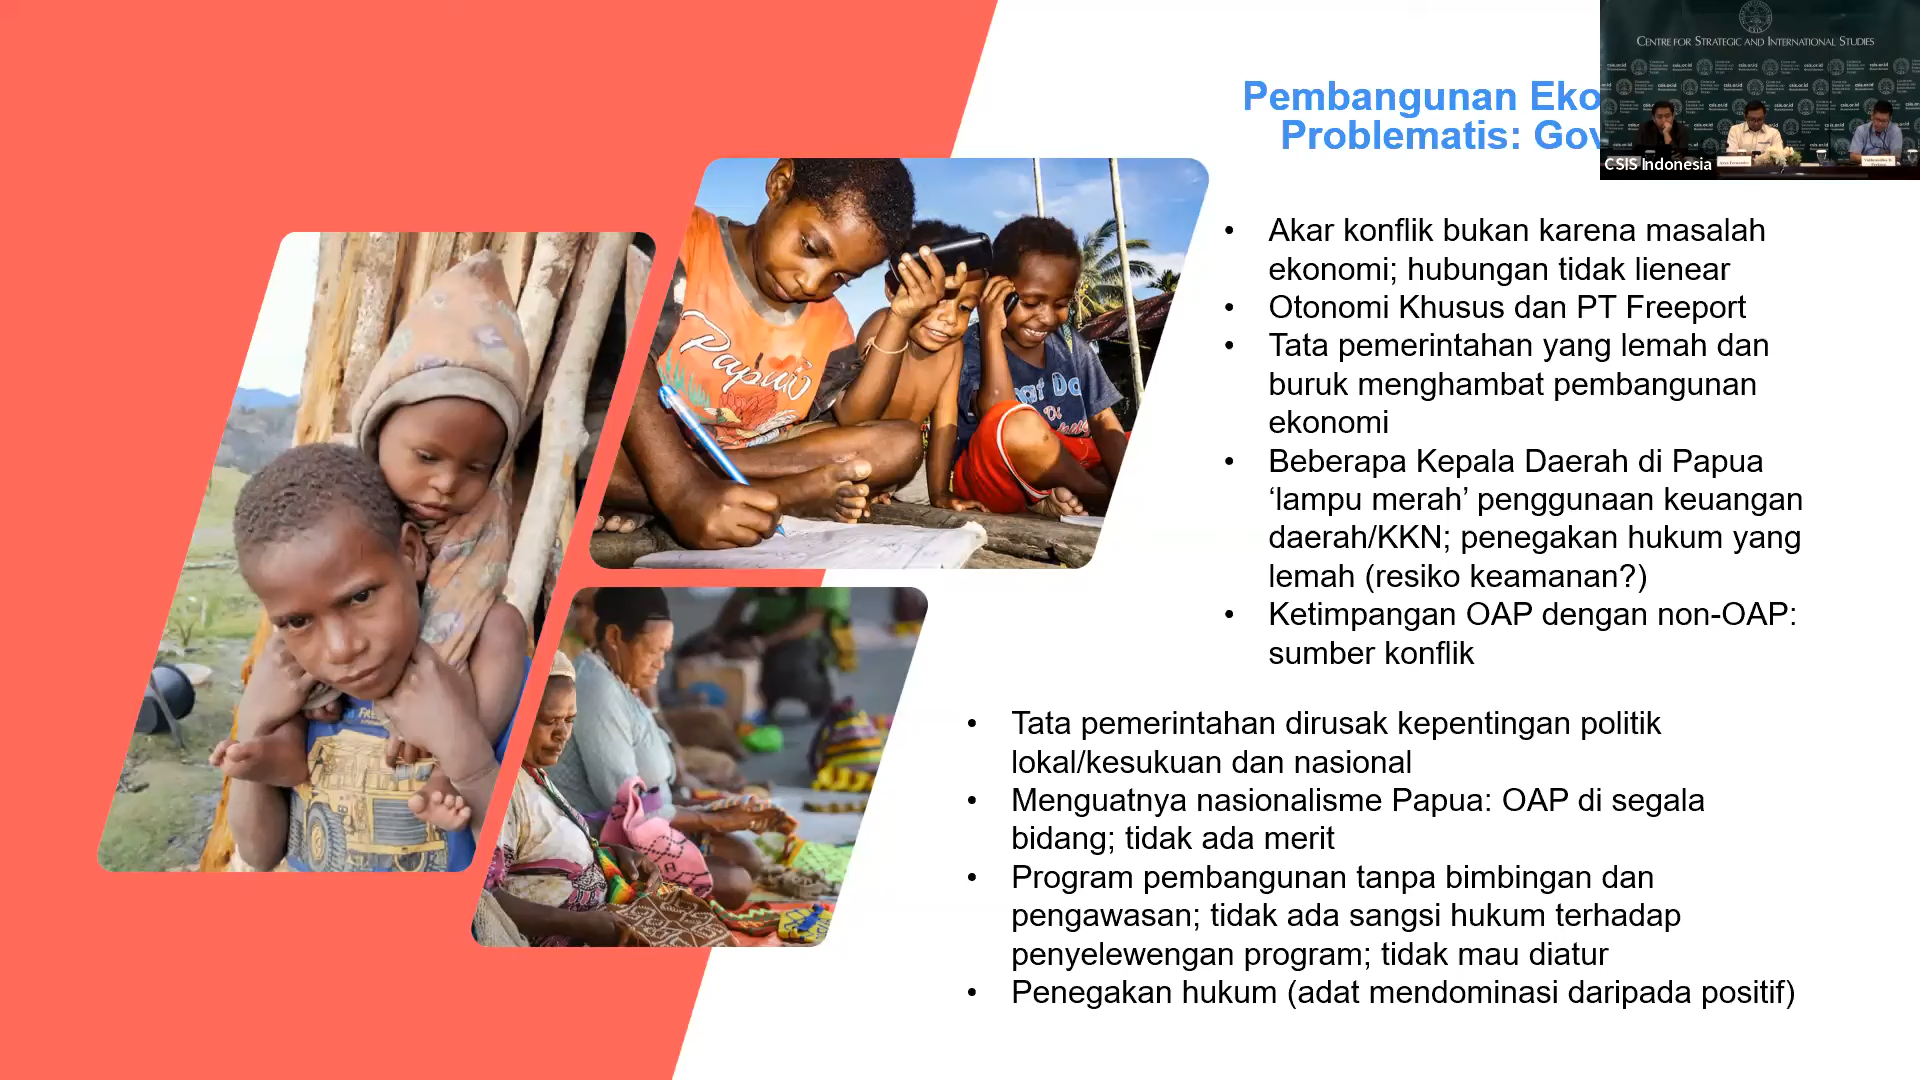 CENTRE FOR STRATEGIC AND INTERNATIONAL STUDIES
CSIS Indonesia
Pembangunan Eko
Problematis: Gov
Akar konflik bukan karena masalah
ekonomi; hubungan tidak lienear
Otonomi Khusus dan PT Freeport
Tata pemerintahan yang lemah dan
buruk menghambat pembangunan
ekonomi
Beberapa Kepala Daerah di Papua
‘lampu merah’ penggunaan keuangan
daerah/KKN; penegakan hukum yang
lemah (resiko keamanan?)
Ketimpangan OAP dengan non-OAP:
sumber konflik
Tata pemerintahan dirusak kepentingan politik
lokal/kesukuan dan nasional
Menguatnya nasionalisme Papua: OAP di segala
bidang; tidak ada merit
Program pembangunan tanpa bimbingan dan
pengawasan; tidak ada sangsi hukum terhadap
penyelewengan program; tidak mau diatur
Penegakan hukum (adat mendominasi daripada positif)